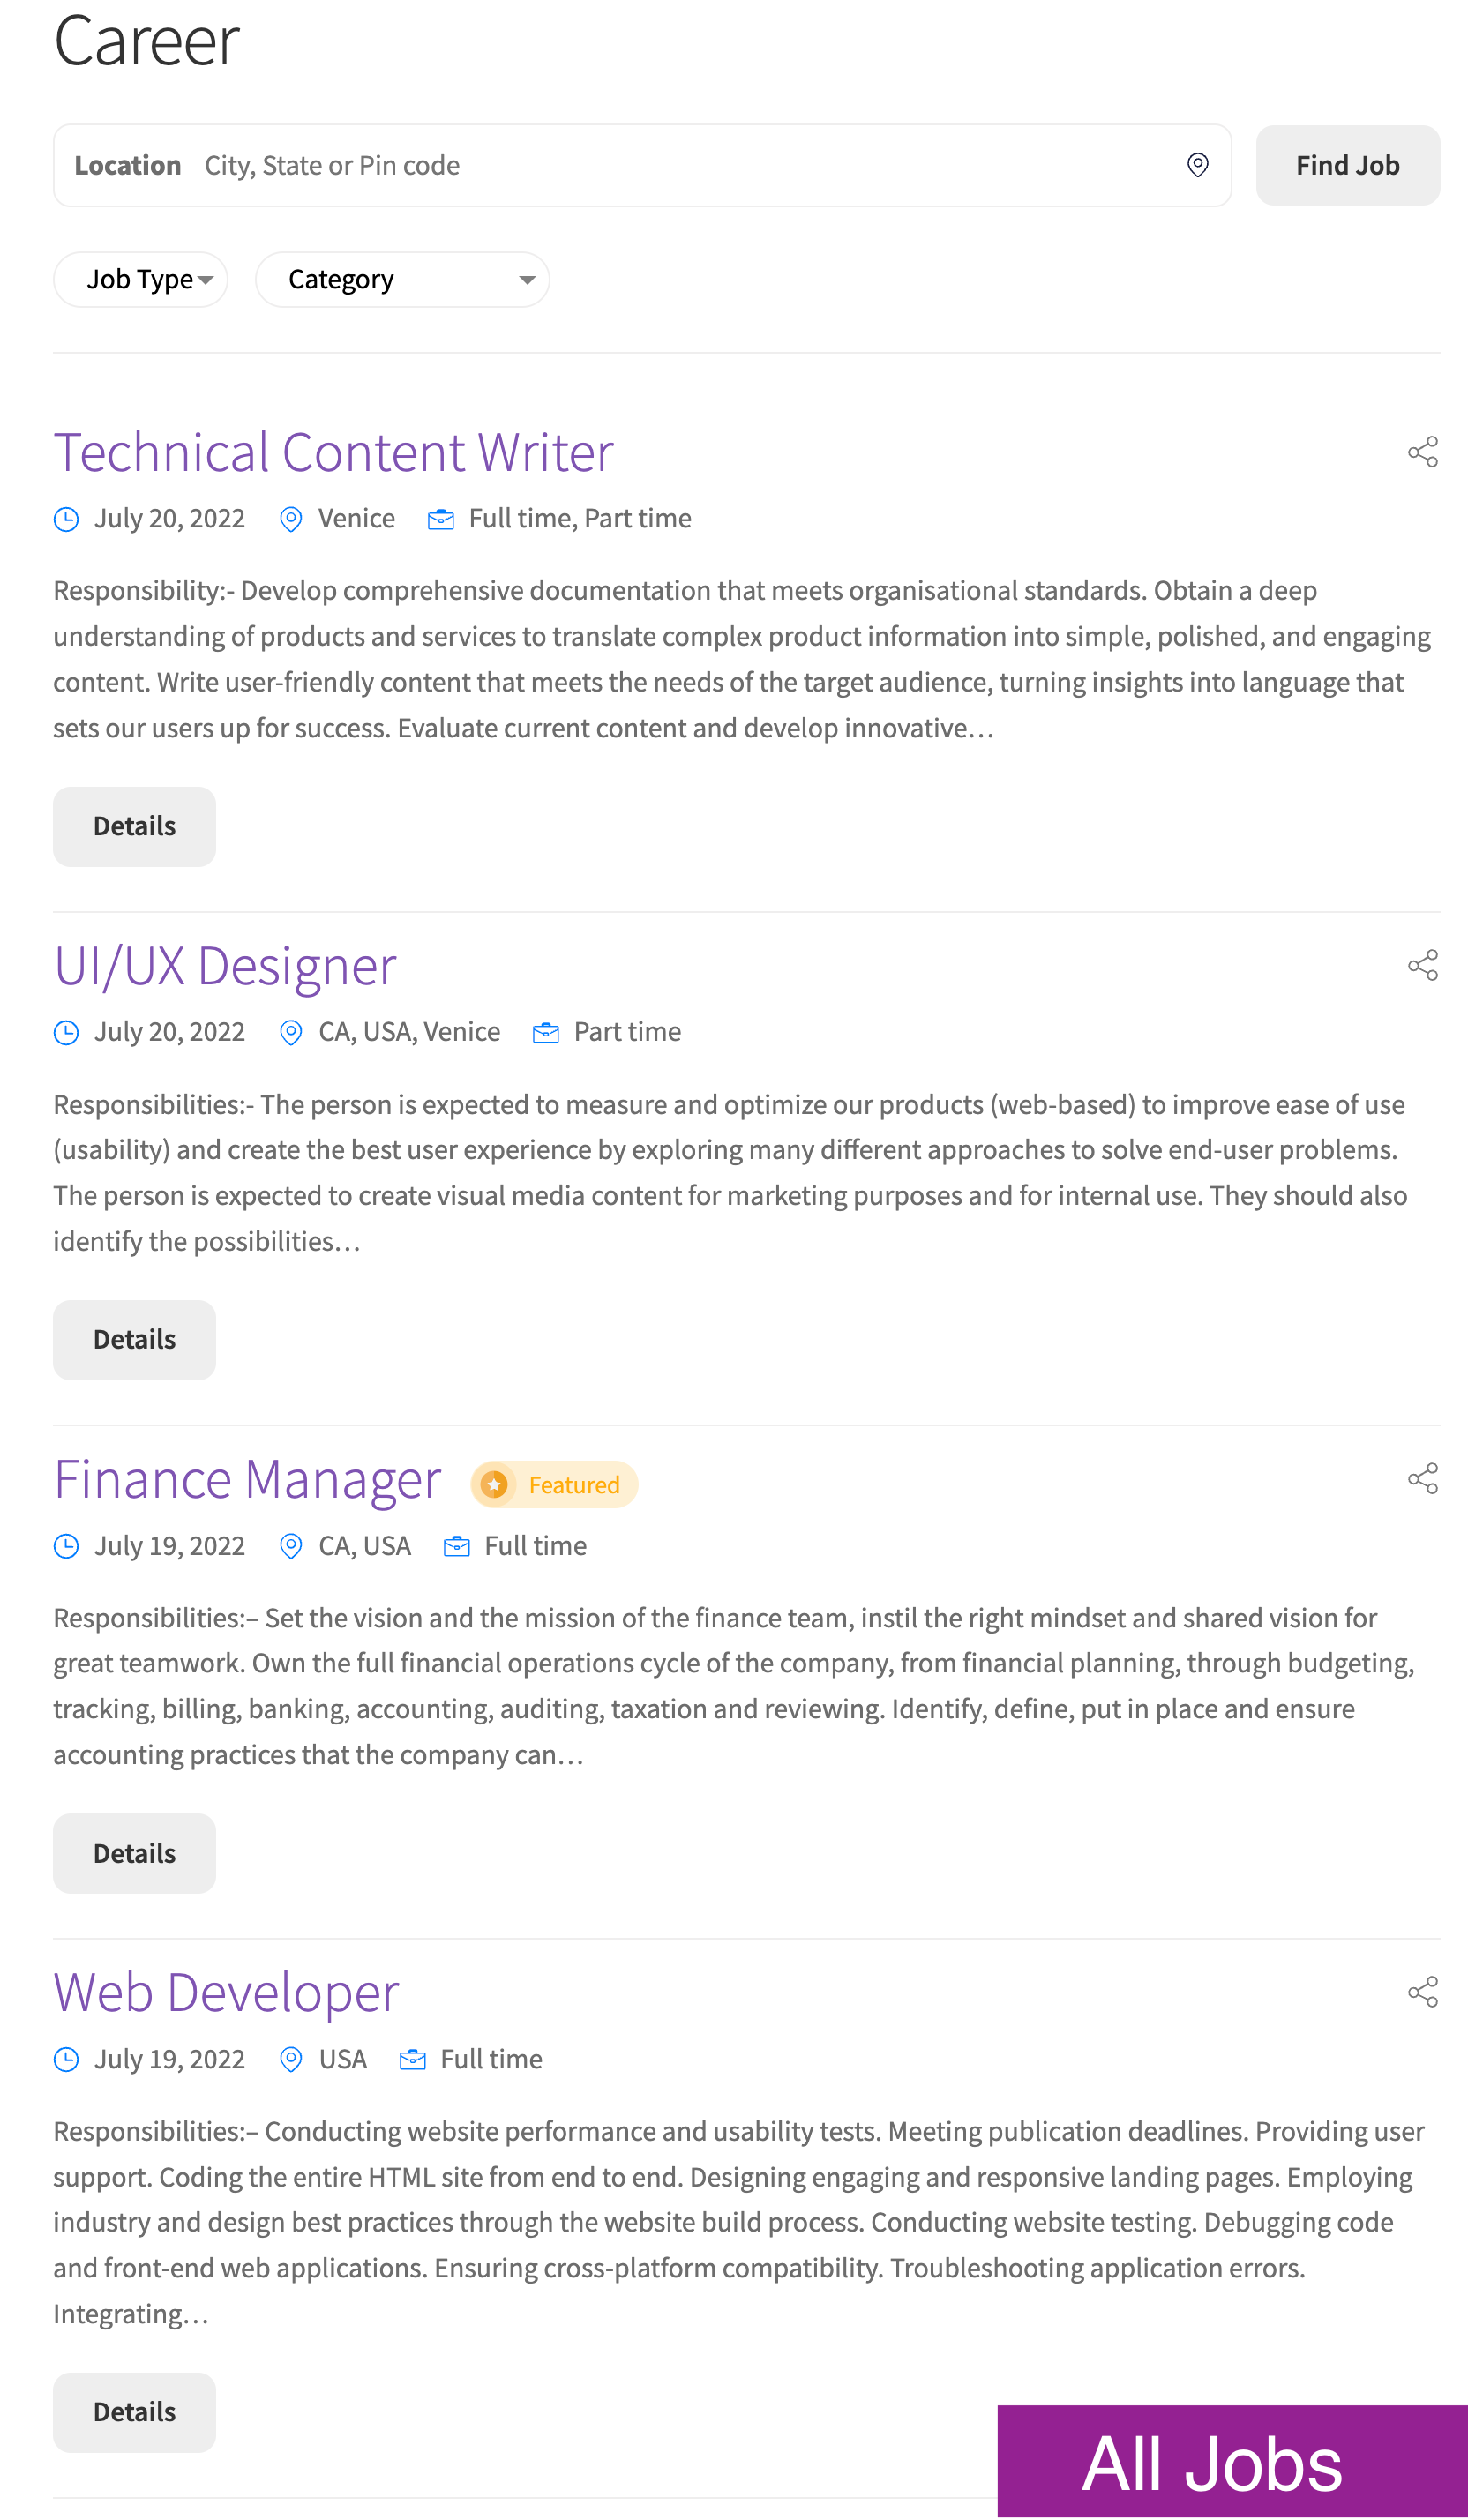 Career
Location City, State or Pin code
Find Job
Job Type
Category
Technical Content Writer
July 20, 2022 Venice Full time, Part time
Responsibility:- Develop comprehensive documentation that meets organisational standards. Obtain a deep
understanding of products and services to translate complex product information into simple, polished, and engaging
content. Write user-friendly content that meets the needs of the target audience, turning insights into language that
sets our users up for success. Evaluate current content and develop innovative…
Details
UI/UX Designer
July 20, 2022 CA, USA, Venice Part time
Responsibilities:- The person is expected to measure and optimize our products (web-based) to improve ease of use
(usability) and create the best user experience by exploring many different approaches to solve end-user problems.
The person is expected to create visual media content for marketing purposes and for internal use. They should also
identify the possibilities…
Details
Finance Manager Featured
July 19, 2022 CA, USA Full time
Responsibilities:– Set the vision and the mission of the finance team, instil the right mindset and shared vision for
great teamwork. Own the full financial operations cycle of the company, from financial planning, through budgeting,
tracking, billing, banking, accounting, auditing, taxation and reviewing. Identify, define, put in place and ensure
accounting practices that the company can…
Details
Web Developer
July 19, 2022 USA Full time
Responsibilities:– Conducting website performance and usability tests. Meeting publication deadlines. Providing user
support. Coding the entire HTML site from end to end. Designing engaging and responsive landing pages. Employing
industry and design best practices through the website build process. Conducting website testing. Debugging code
and front-end web applications. Ensuring cross-platform compatibility. Troubleshooting application errors.
Integrating…
Details
All Jobs